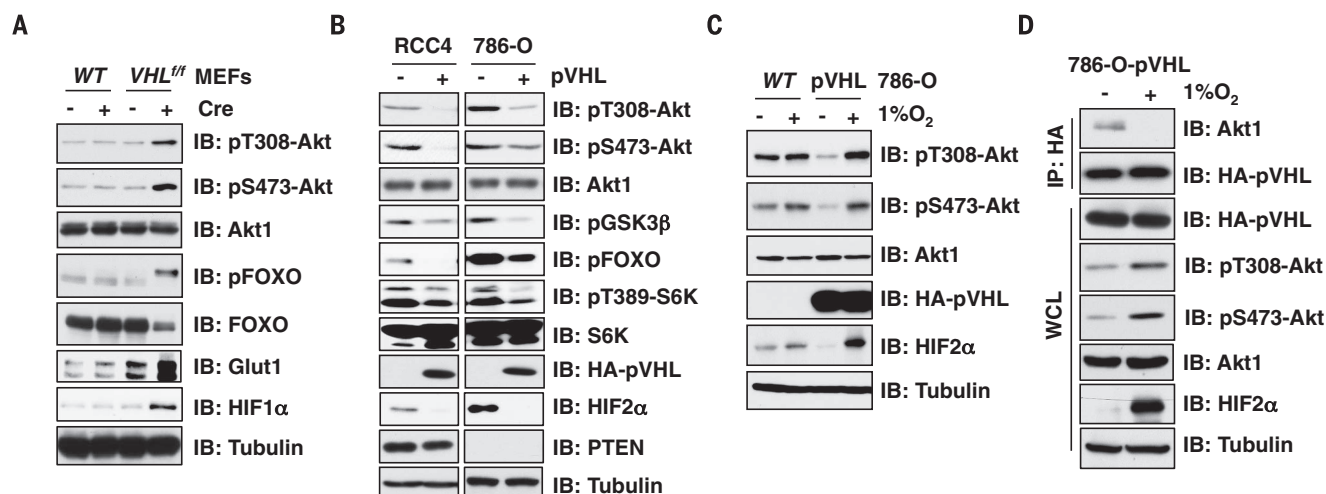 A
WT VHL^f/f MEFs
- + - + Cre
IB: pT308-Akt
IB: pS473-Akt
IB: Akt1
IB: pFOXO
IB: FOXO
IB: Glut1
IB: HIF1α
IB: Tubulin
B
RCC4 786-O
- + - + pVHL
IB: pT308-Akt
IB: pS473-Akt
IB: Akt1
IB: pGSK3β
IB: pFOXO
IB: pT389-S6K
IB: S6K
IB: HA-pVHL
IB: HIF2α
IB: PTEN
IB: Tubulin
C
WT pVHL 786-O
- + - + 1%O₂
IB: pT308-Akt
IB: pS473-Akt
IB: Akt1
IB: HA-pVHL
IB: HIF2α
IB: Tubulin
D
786-O-pVHL
- + 1%O₂
IP: HA
IB: Akt1
IB: HA-pVHL
WCL
IB: HA-pVHL
IB: pT308-Akt
IB: pS473-Akt
IB: Akt1
IB: HIF2α
IB: Tubulin